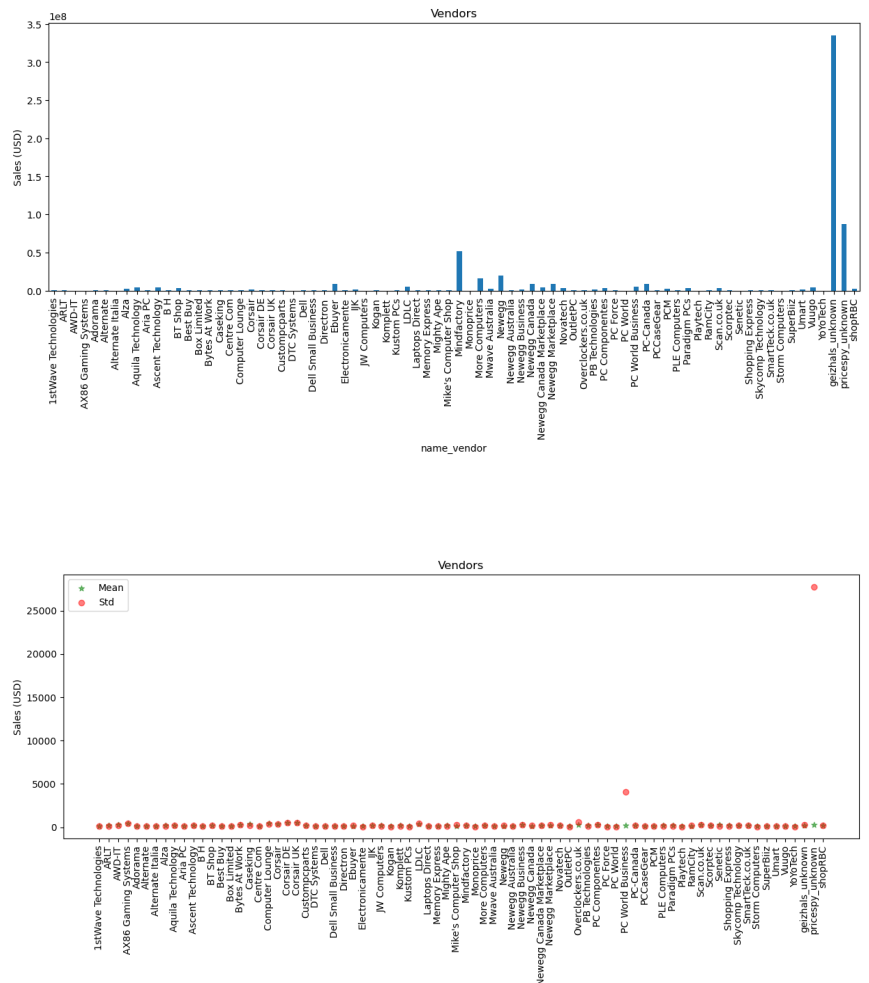 Vendors
1e8
3.5
3.0
2.5
2.0
1.5
1.0
0.5
0.0
Sales (USD)
1stWave Technologies
ARLT
AWD-IT
AX86 Gaming Systems
Adorama
Alternate
Alternate Italia
Alza
Aquila Technology
Aria PC
Ascent Technology
B H
BT Shop
Best Buy
Box Limited
Bytes At Work
Caseking
Centre Com
Computer Lounge
Corsair
Corsair DE
Corsair UK
Custompcparts
DTC Systems
Dell
Dell Small Business
Directron
Ebuyer
Electronicamente
IJK
JW Computers
Kogan
Komplett
Kustom PCs
LDLC
Laptops Direct
Memory Express
Mighty Ape
Mike's Computer Shop
Mindfactory
Monoprice
More Computers
Mwave Australia
Newegg
Newegg Australia
Newegg Business
Newegg Canada
Newegg Canada Marketplace
Newegg Marketplace
Novatech
OutletPC
Overclockers.co.uk
PB Technologies
PC Componentes
PC Force
PC World
PC World Business
PC-Canada
PCCaseGear
PCM
PLE Computers
Paradigm PCs
Playtech
RamCity
Scan.co.uk
Scorptec
Senetic
Shopping Express
Skycomp Technology
SmarTeck.co.uk
Storm Computers
SuperBiiz
Umart
Vuugo
YoYoTech
geizhals_unknown
pricespy_unknown
shopRBC
name_vendor
Vendors
Mean
Std
25000
20000
15000
10000
5000
0
Sales (USD)
1stWave Technologies
ARLT
AWD-IT
AX86 Gaming Systems
Adorama
Alternate
Alternate Italia
Alza
Aquila Technology
Aria PC
Ascent Technology
B H
BT Shop
Best Buy
Box Limited
Bytes At Work
Caseking
Centre Com
Computer Lounge
Corsair
Corsair DE
Corsair UK
Custompcparts
DTC Systems
Dell
Dell Small Business
Directron
Ebuyer
Electronicamente
IJK
JW Computers
Kogan
Komplett
Kustom PCs
LDLC
Laptops Direct
Memory Express
Mighty Ape
Mike's Computer Shop
Mindfactory
Monoprice
More Computers
Mwave Australia
Newegg
Newegg Australia
Newegg Business
Newegg Canada
Newegg Canada Marketplace
Newegg Marketplace
Novatech
OutletPC
Overclockers.co.uk
PB Technologies
PC Componentes
PC Force
PC World
PC World Business
PC-Canada
PCCaseGear
PCM
PLE Computers
Paradigm PCs
Playtech
RamCity
Scan.co.uk
Scorptec
Senetic
Shopping Express
Skycomp Technology
SmarTeck.co.uk
Storm Computers
SuperBiiz
Umart
Vuugo
YoYoTech
geizhals_unknown
pricespy_unknown
shopRBC